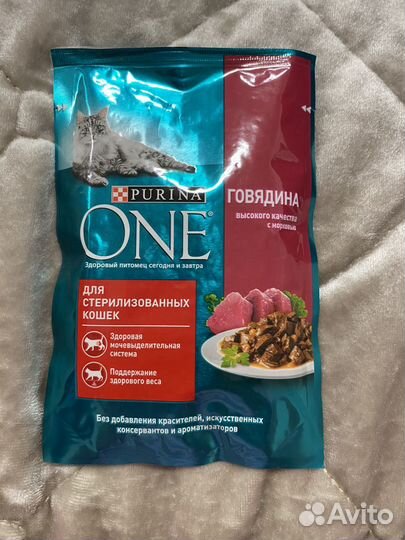 PURINA
ONE®
Здоровый питомец сегодня и завтра
ГОВЯДИНА
высокого качества
с морковью
ДЛЯ
СТЕРИЛИЗОВАННЫХ
КОШЕК
Здоровая
мочевыделительная
система
Поддержание
здорового веса
Без добавления красителей, искусственных
консервантов и ароматизаторов
Avito